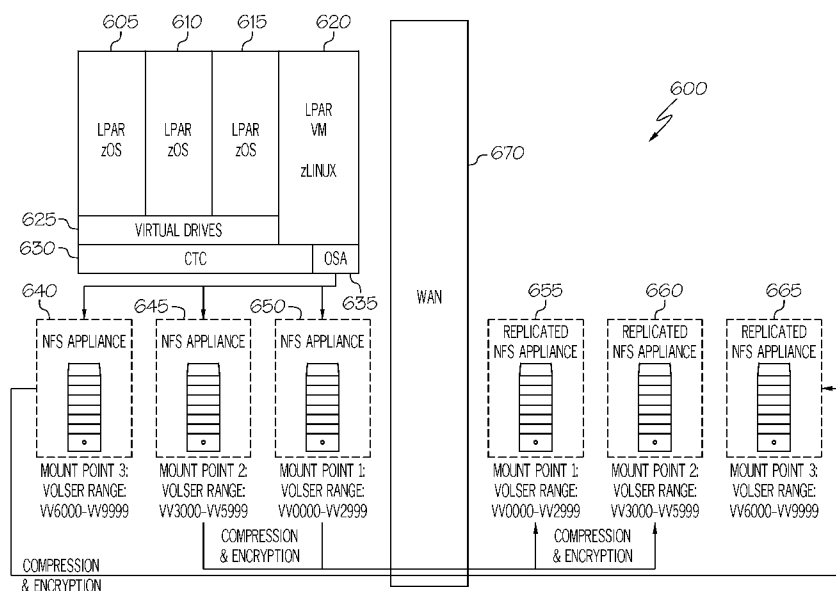 605
610
615
620
LPAR
zOS
LPAR
zOS
LPAR
zOS
LPAR
VM
zLINUX
600
670
625
VIRTUAL DRIVES
630
CTC
OSA
635
WAN
640
645
650
655
660
665
NFS APPLIANCE
NFS APPLIANCE
NFS APPLIANCE
REPLICATED
NFS APPLIANCE
REPLICATED
NFS APPLIANCE
REPLICATED
NFS APPLIANCE
MOUNT POINT 3:
VOLSER RANGE:
VV6000-VV9999
MOUNT POINT 2:
VOLSER RANGE:
VV3000-VV5999
MOUNT POINT 1:
VOLSER RANGE:
VV0000-VV2999
MOUNT POINT 1:
VOLSER RANGE:
VV0000-VV2999
MOUNT POINT 2:
VOLSER RANGE:
VV3000-VV5999
MOUNT POINT 3:
VOLSER RANGE:
VV6000-VV9999
COMPRESSION
& ENCRYPTION
COMPRESSION
& ENCRYPTION
COMPRESSION
& ENCRYPTION